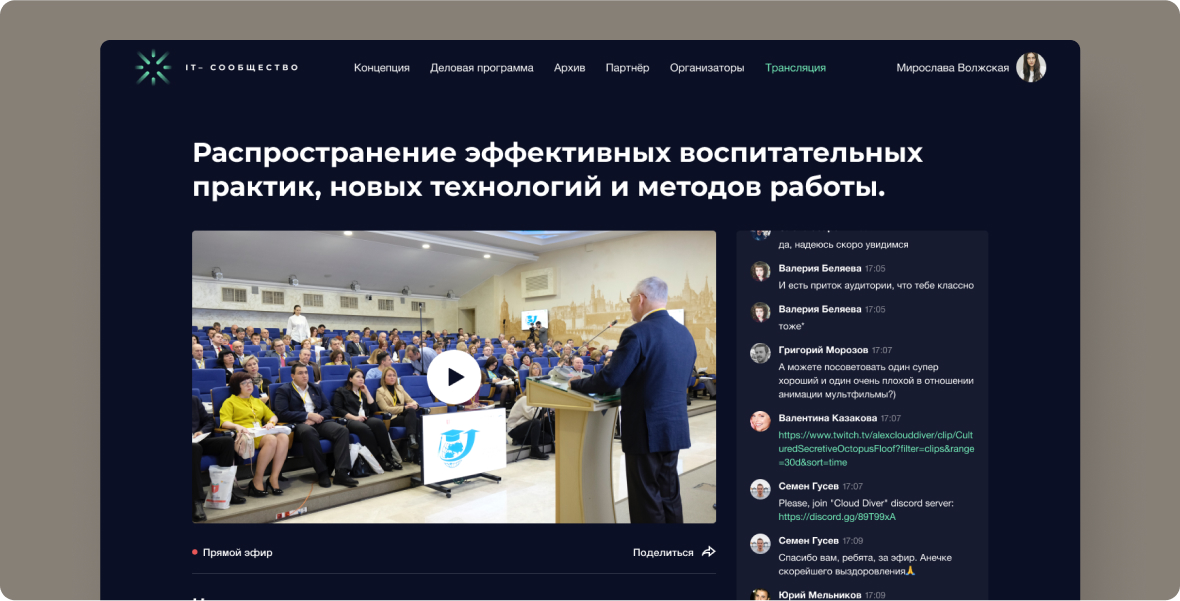 IT– СООБЩЕСТВО
Концепция
Деловая программа
Архив
Партнёр
Организаторы
Трансляция
Мирослава Волжская
Распространение эффективных воспитательных
практик, новых технологий и методов работы.
Прямой эфир
Поделиться
да, надеюсь скоро увидимся
Валерия Беляева 17:05
И есть приток аудитории, что тебе классно
Валерия Беляева 17:05
тоже"
Григорий Морозов 17:07
А можете посоветовать один супер
хороший и один очень плохой в отношении
анимации мультфильмы?)
Валентина Казакова 17:07
https://www.twitch.tv/alexclouddiver/clip/Cult
uredSecretiveOctopusFloof?filter=clips&range
=30d&sort=time
Семен Гусев 17:07
Please, join "Cloud Diver" discord server:
https://discord.gg/89T99xA
Семен Гусев 17:09
Спасибо вам, ребята, за эфир. Анечке
скорейшего выздоровления🙏
Юрий Мельников 17:09